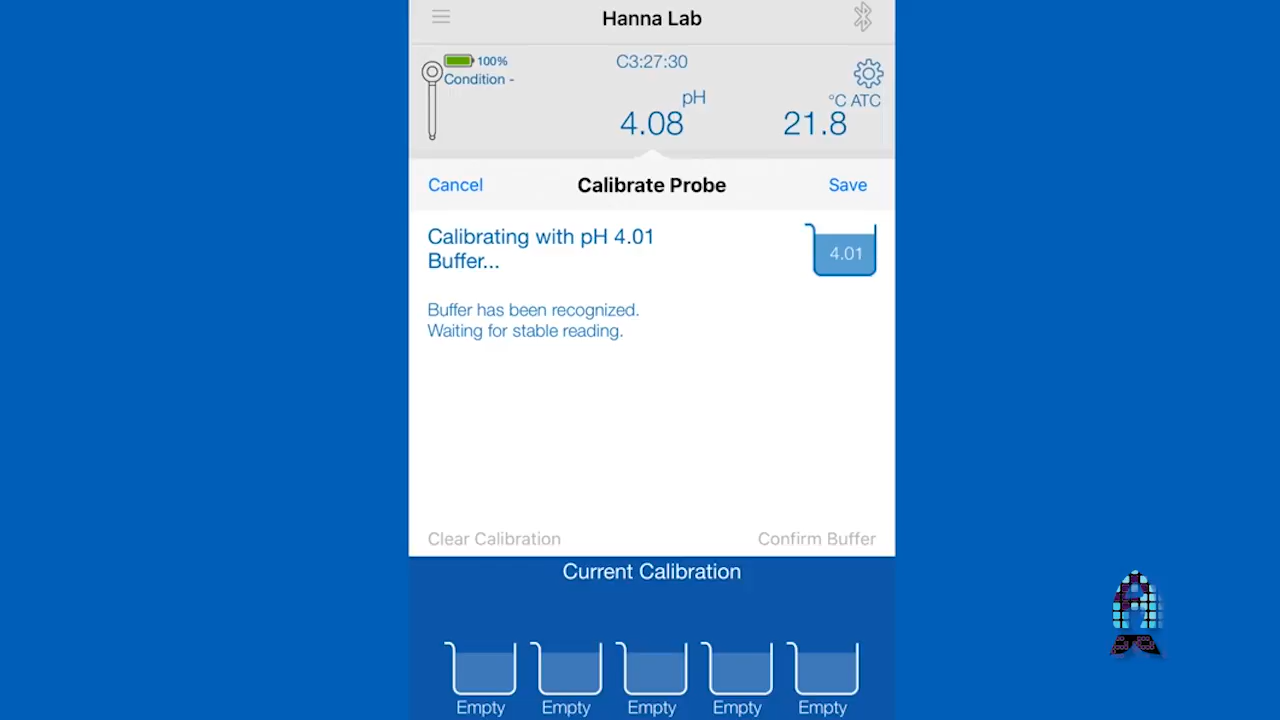 Hanna Lab
100%
Condition -
C3:27:30
pH
4.08
°C ATC
21.8
Cancel
Calibrate Probe
Save
Calibrating with pH 4.01
Buffer...
4.01
Buffer has been recognized.
Waiting for stable reading.
Clear Calibration
Confirm Buffer
Current Calibration
Empty
Empty
Empty
Empty
Empty